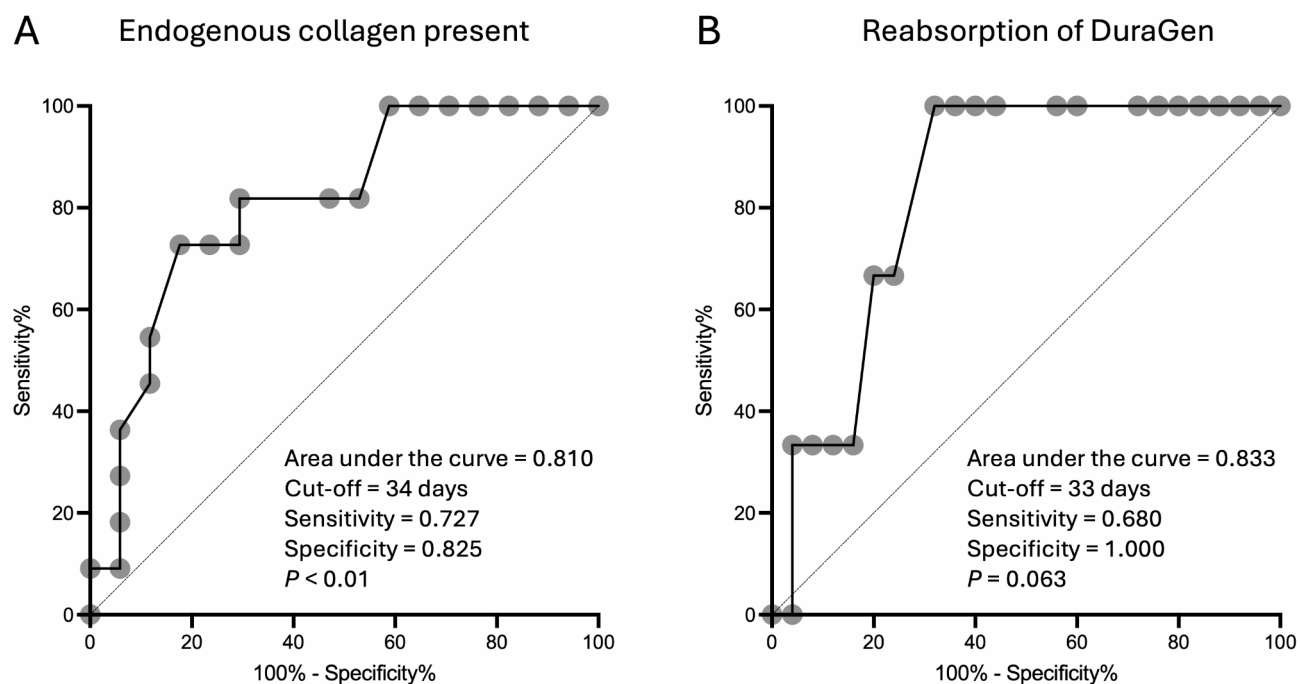 A
Endogenous collagen present
100
80
60
40
20
0
Sensitivity%
Area under the curve = 0.810
Cut-off = 34 days
Sensitivity = 0.727
Specificity = 0.825
P < 0.01
0 20 40 60 80 100
100% - Specificity%
B
Reabsorption of DuraGen
100
80
60
40
20
0
Sensitivity%
Area under the curve = 0.833
Cut-off = 33 days
Sensitivity = 0.680
Specificity = 1.000
P = 0.063
0 20 40 60 80 100
100% - Specificity%